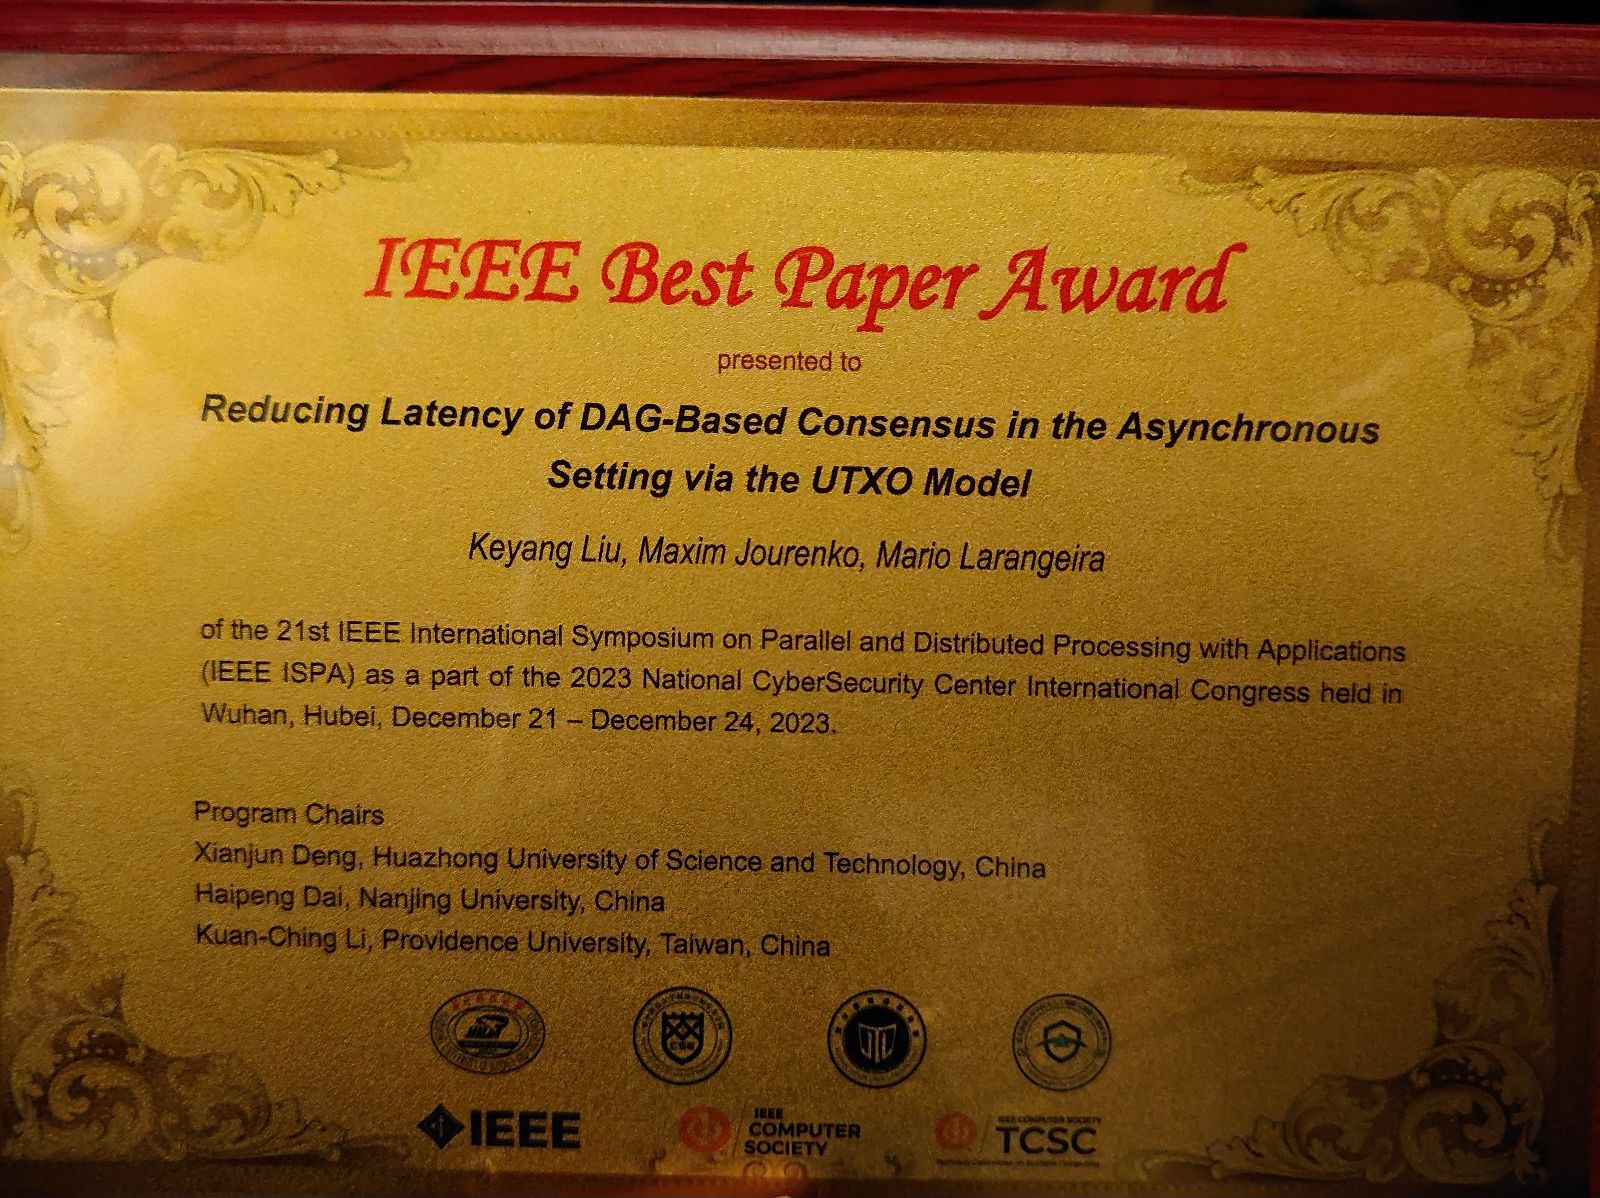 IEEE Best Paper Award
presented to
Reducing Latency of DAG-Based Consensus in the Asynchronous
Setting via the UTXO Model
Keyang Liu, Maxim Jourenko, Mario Larangeira
of the 21st IEEE International Symposium on Parallel and Distributed Processing with Applications
(IEEE ISPA) as a part of the 2023 National CyberSecurity Center International Congress held in
Wuhan, Hubei, December 21 – December 24, 2023.
Program Chairs
Xianjun Deng, Huazhong University of Science and Technology, China
Haipeng Dai, Nanjing University, China
Kuan-Ching Li, Providence University, Taiwan, China
IEEE
IEEE
COMPUTER
SOCIETY
IEEE COMPUTER SOCIETY
TCSC